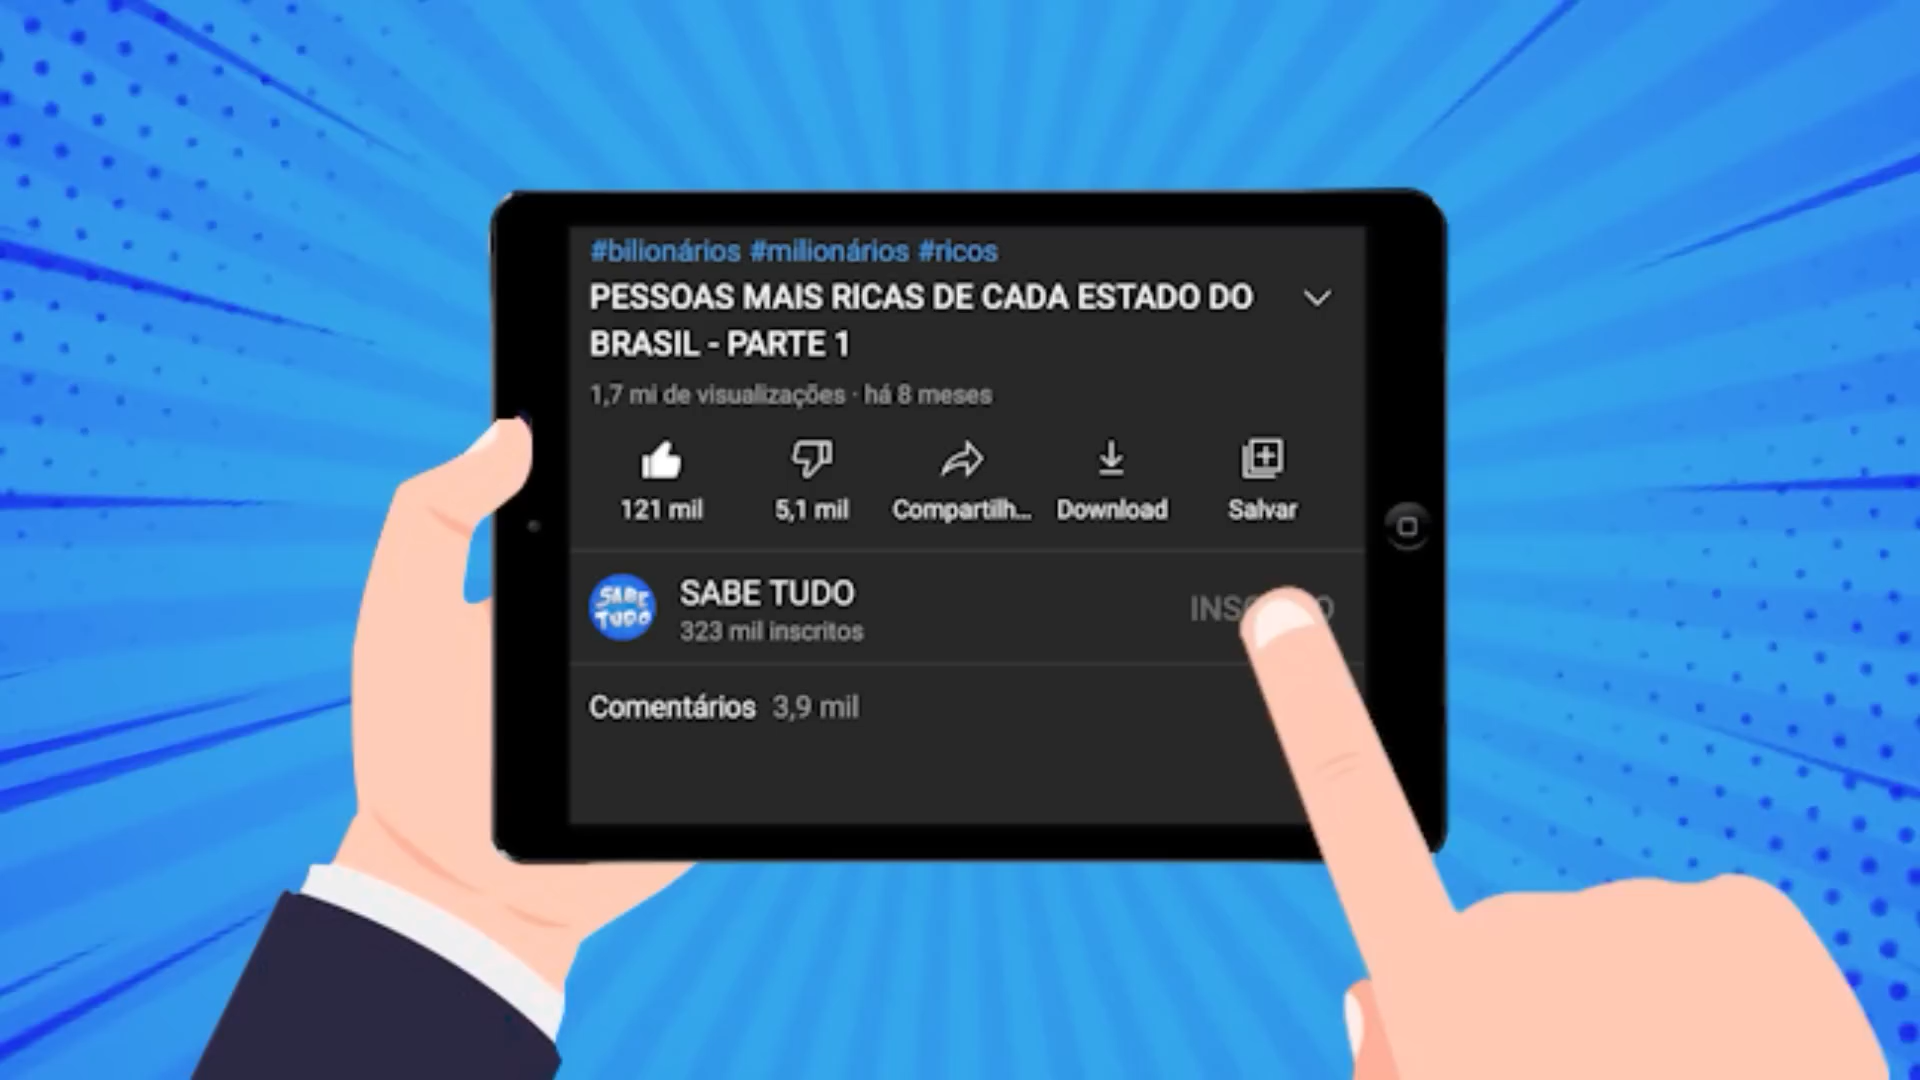 #bilionários #milionários #ricos
PESSOAS MAIS RICAS DE CADA ESTADO DO
BRASIL - PARTE 1
1,7 mi de visualizações · há 8 meses
121 mil
5,1 mil
Compartilh...
Download
Salvar
SABE
TUDO
SABE TUDO
323 mil inscritos
Comentários 3,9 mil